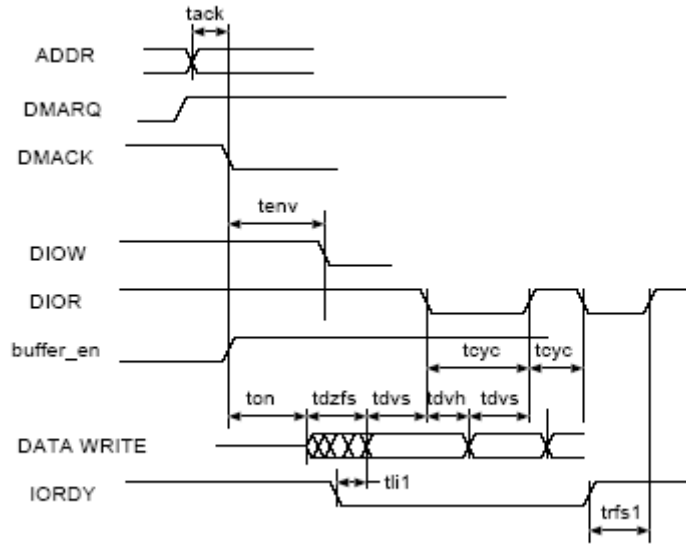 tack
ADDR
DMARQ
DMACK
tenv
DIOW
DIOR
buffer_en
tcyc tcyc
ton tdzfs tdvs tdvh tdvs
DATA WRITE
tli1
IORDY
trfs1